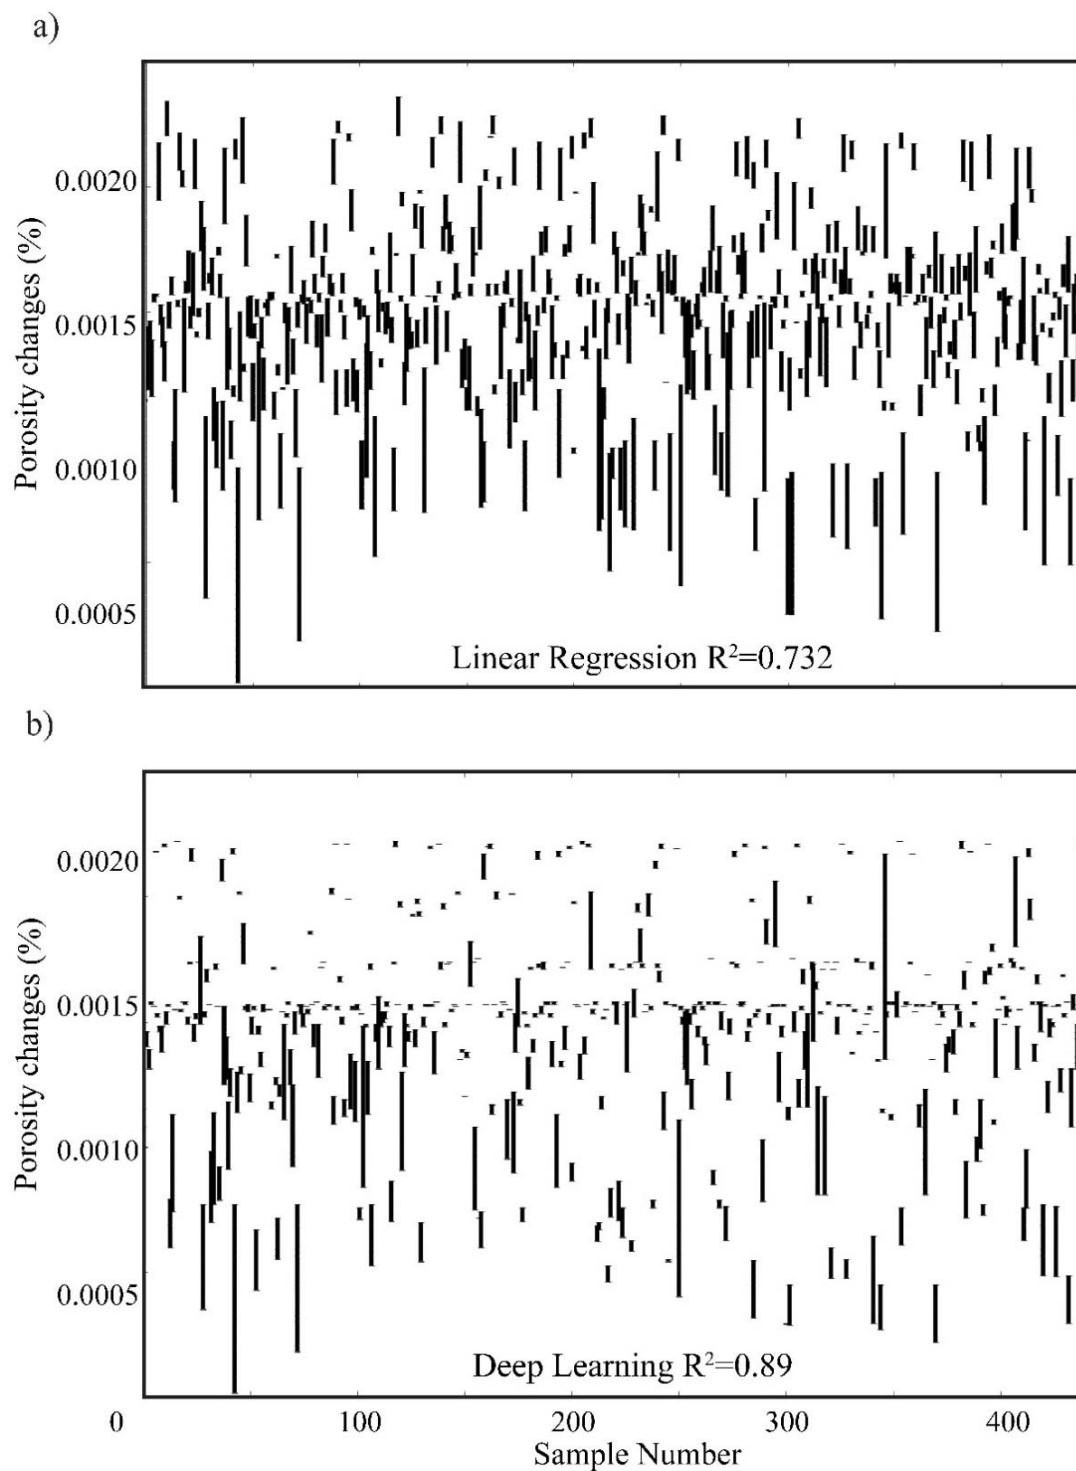 a)
Porosity changes (%)
0.0020
0.0015
0.0010
0.0005
Linear Regression R²=0.732
b)
Porosity changes (%)
0.0020
0.0015
0.0010
0.0005
Deep Learning R²=0.89
0 100 200 300 400
Sample Number